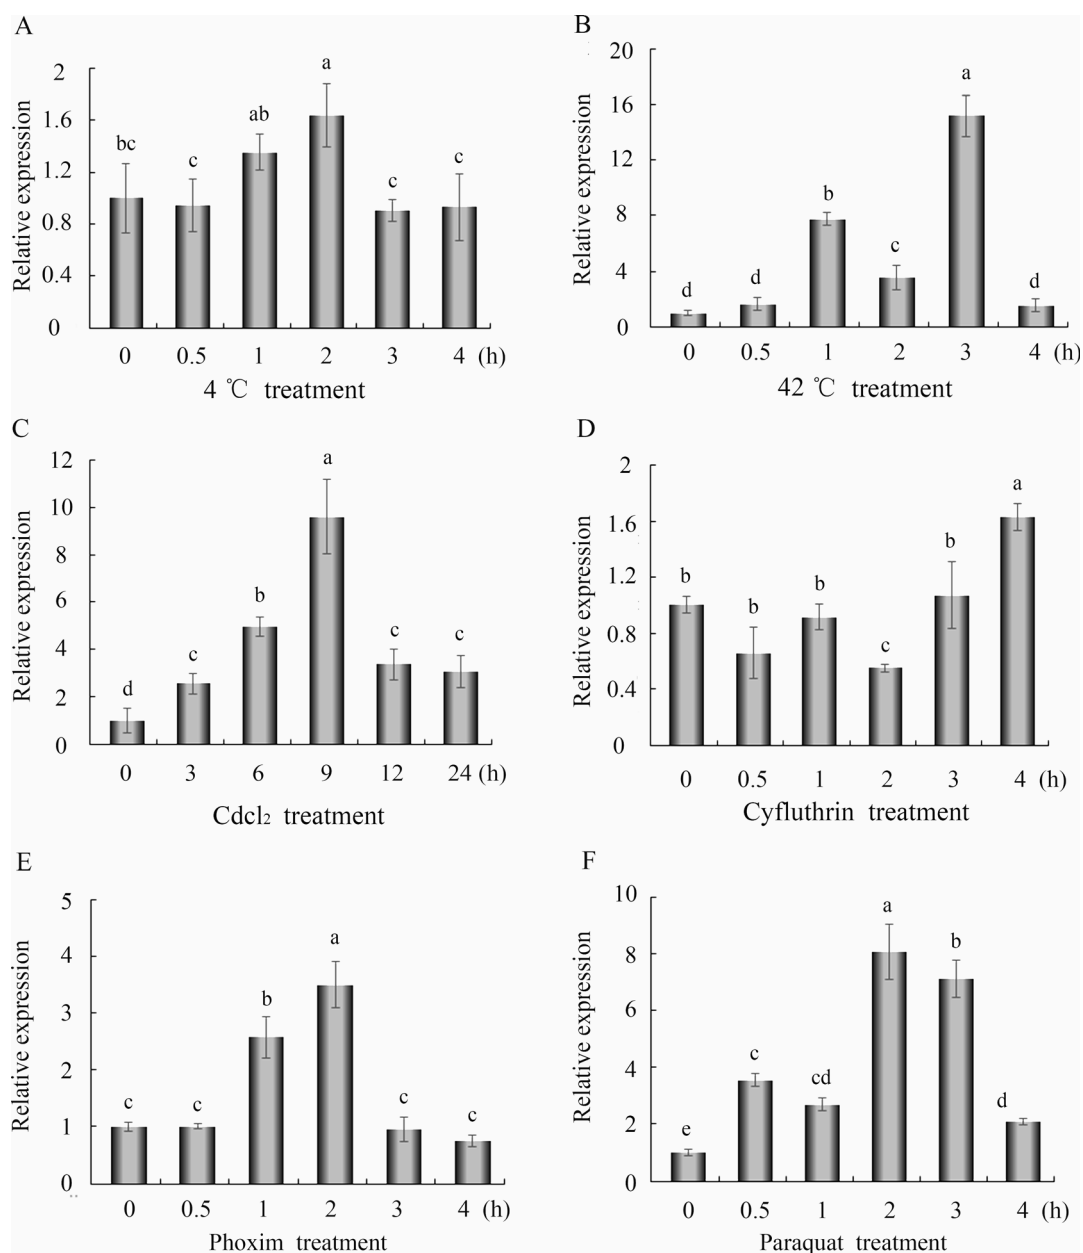 A
Relative expression
2
1.6
1.2
0.8
0.4
0
bc
c
ab
a
c
c
0 0.5 1 2 3 4 (h)
4 ℃ treatment
B
Relative expression
20
16
12
8
4
0
d
d
b
c
a
d
0 0.5 1 2 3 4 (h)
42 ℃ treatment
C
Relative expression
12
10
8
6
4
2
0
d
c
b
a
c
c
0 3 6 9 12 24 (h)
Cdcl₂ treatment
D
Relative expression
2
1.6
1.2
0.8
0.4
0
b
b
b
c
b
a
0 0.5 1 2 3 4 (h)
Cyfluthrin treatment
E
Relative expression
5
4
3
2
1
0
c
c
b
a
c
c
0 0.5 1 2 3 4 (h)
Phoxim treatment
F
Relative expression
10
8
6
4
2
0
e
c
cd
a
b
d
0 0.5 1 2 3 4 (h)
Paraquat treatment